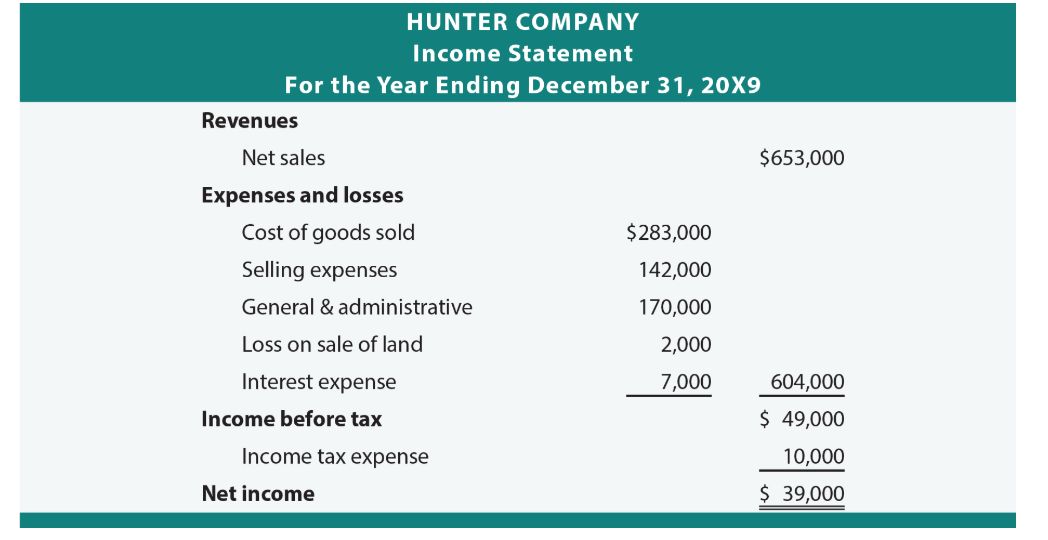 HUNTER COMPANY
Income Statement
For the Year Ending December 31, 20X9
Revenues
Net sales $653,000
Expenses and losses
Cost of goods sold $283,000
Selling expenses 142,000
General & administrative 170,000
Loss on sale of land 2,000
Interest expense 7,000 604,000
Income before tax $ 49,000
Income tax expense 10,000
Net income $ 39,000